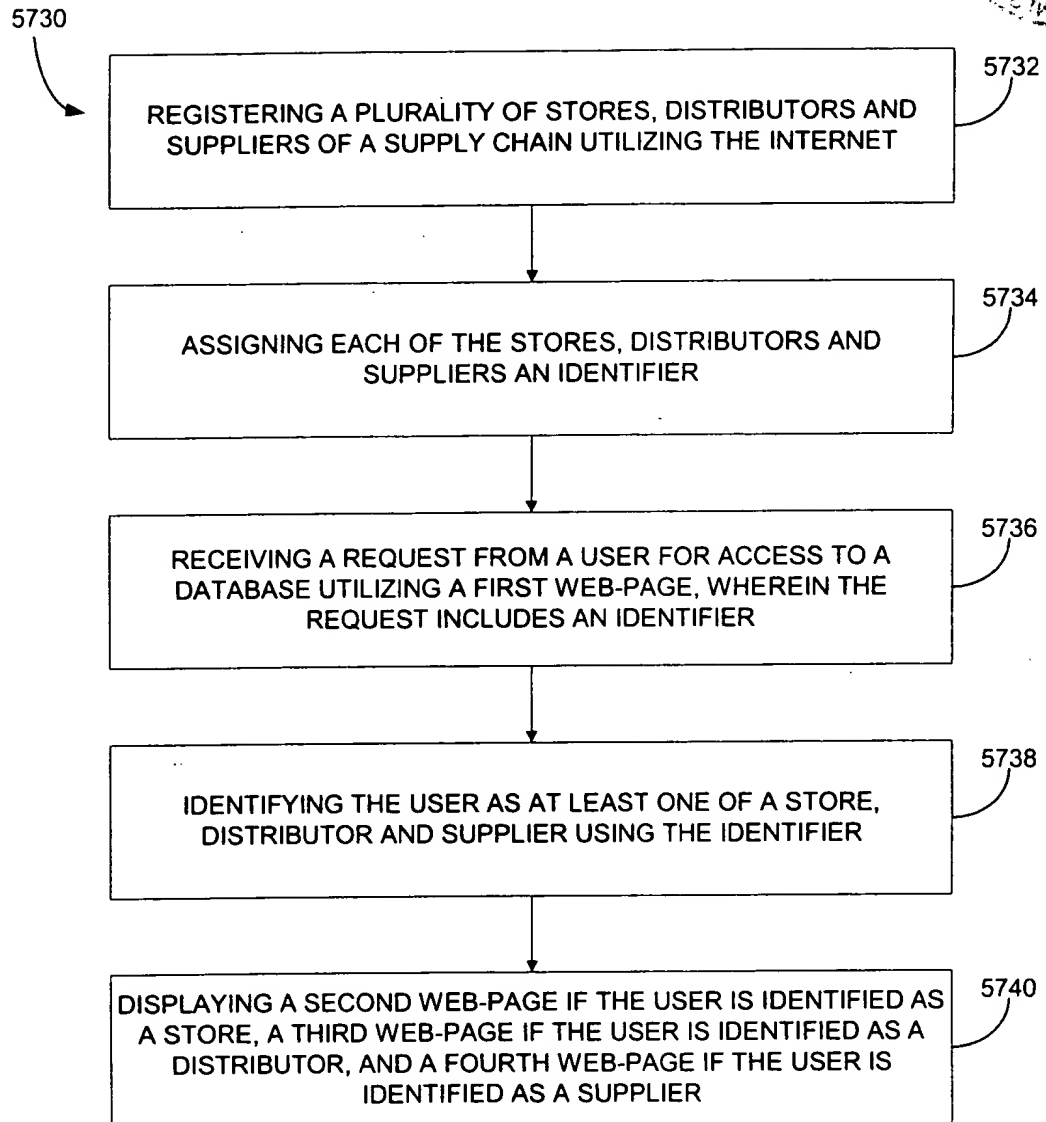 5730
5732
REGISTERING A PLURALITY OF STORES, DISTRIBUTORS AND
SUPPLIERS OF A SUPPLY CHAIN UTILIZING THE INTERNET
5734
ASSIGNING EACH OF THE STORES, DISTRIBUTORS AND
SUPPLIERS AN IDENTIFIER
5736
RECEIVING A REQUEST FROM A USER FOR ACCESS TO A
DATABASE UTILIZING A FIRST WEB-PAGE, WHEREIN THE
REQUEST INCLUDES AN IDENTIFIER
5738
IDENTIFYING THE USER AS AT LEAST ONE OF A STORE,
DISTRIBUTOR AND SUPPLIER USING THE IDENTIFIER
5740
DISPLAYING A SECOND WEB-PAGE IF THE USER IS IDENTIFIED AS
A STORE, A THIRD WEB-PAGE IF THE USER IS IDENTIFIED AS A
DISTRIBUTOR, AND A FOURTH WEB-PAGE IF THE USER IS
IDENTIFIED AS A SUPPLIER